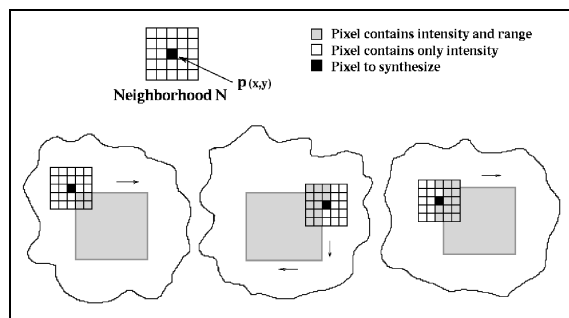 Pixel contains intensity and range
Pixel contains only intensity
Pixel to synthesize
p (x,y)
Neighborhood N